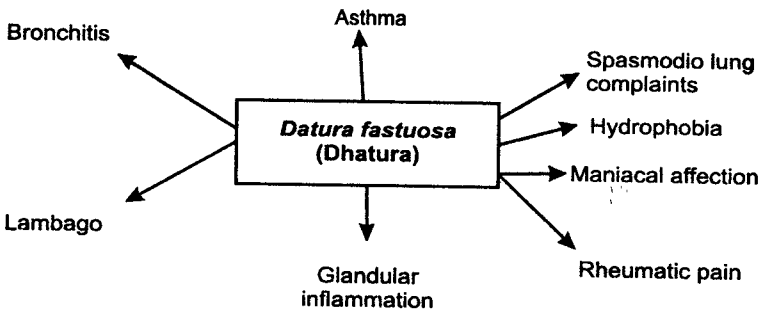 Asthma
Bronchitis
Spasmodio lung
complaints
Datura fastuosa
(Dhatura)
Hydrophobia
Maniacal affection
Lambago
Rheumatic pain
Glandular
inflammation